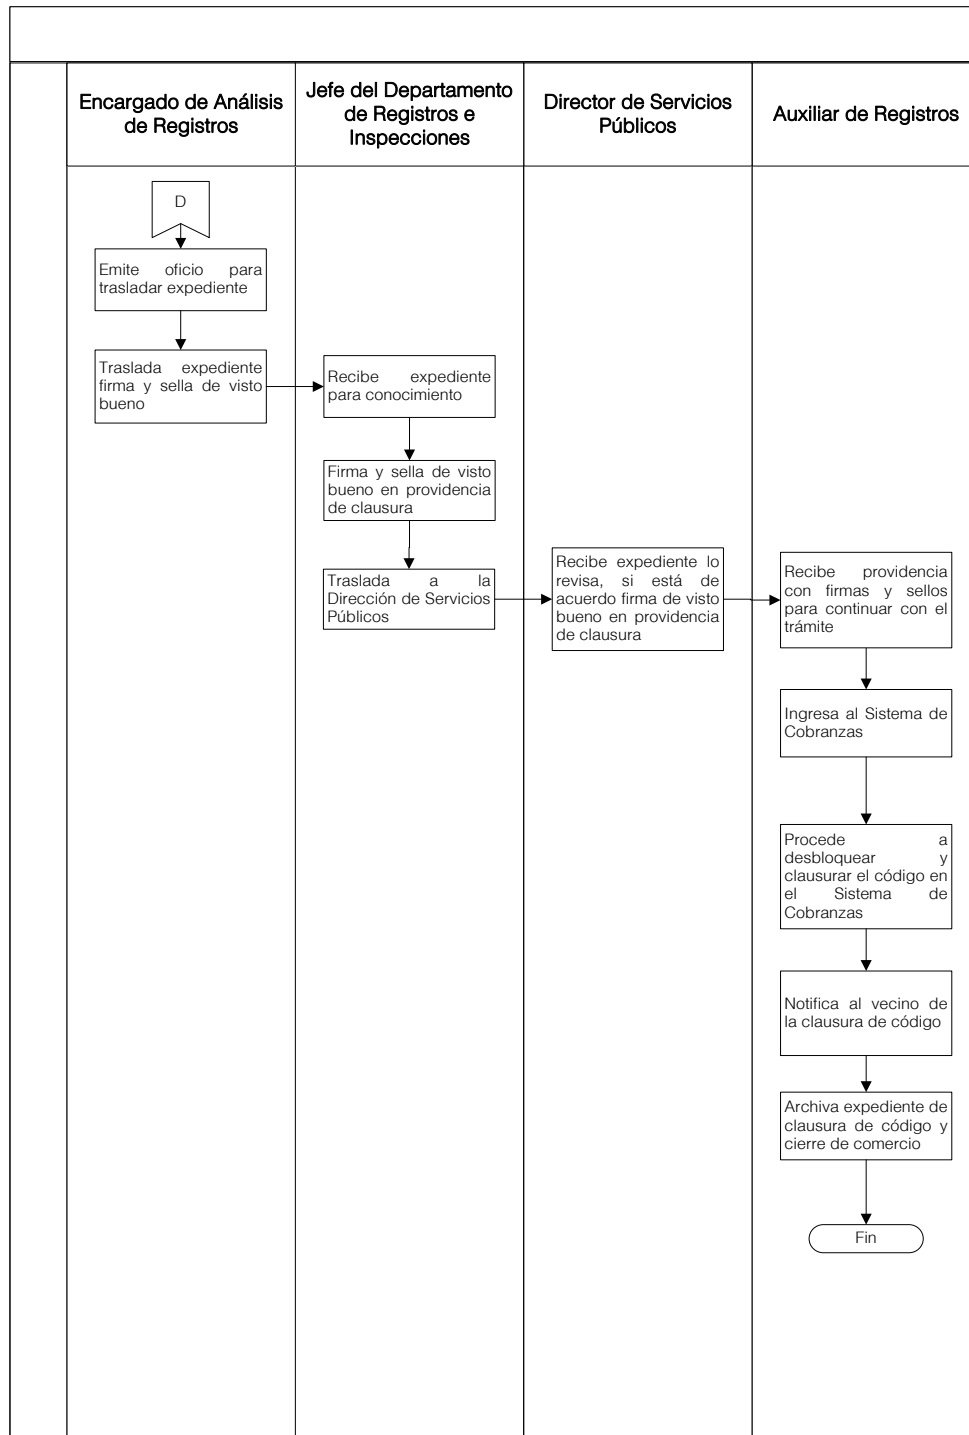 Encargado de Análisis
de Registros
Jefe del Departamento
de Registros e
Inspecciones
Director de Servicios
Públicos
Auxiliar de Registros
D
Emite oficio para
trasladar expediente
Traslada expediente
firma y sella de visto
bueno
Recibe expediente
para conocimiento
Firma y sella de visto
bueno en providencia
de clausura
Traslada a la
Dirección de Servicios
Públicos
Recibe expediente lo
revisa, si está de
acuerdo firma de visto
bueno en providencia
de clausura
Recibe providencia
con firmas y sellos
para continuar con el
trámite
Ingresa al Sistema de
Cobranzas
Procede a
desbloquear y
clausurar el código en
el Sistema de
Cobranzas
Notifica al vecino de
la clausura de código
Archiva expediente de
clausura de código y
cierre de comercio
Fin